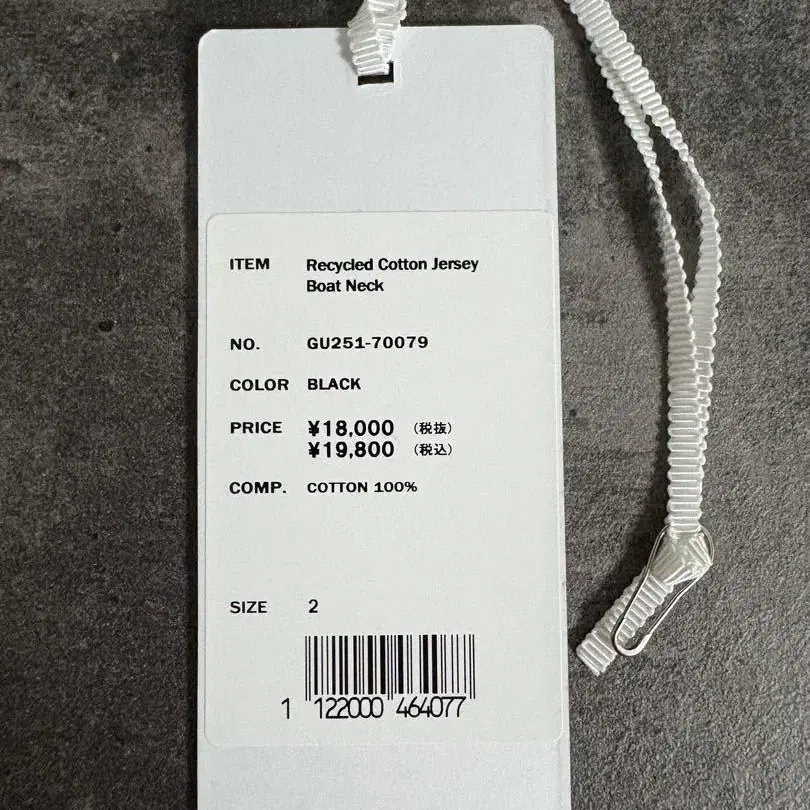 ITEM Recycled Cotton Jersey
Boat Neck
NO. GU251-70079
COLOR BLACK
PRICE ¥18,000 (税抜)
¥19,800 (税込)
COMP. COTTON 100%
SIZE 2
1 122000 464077